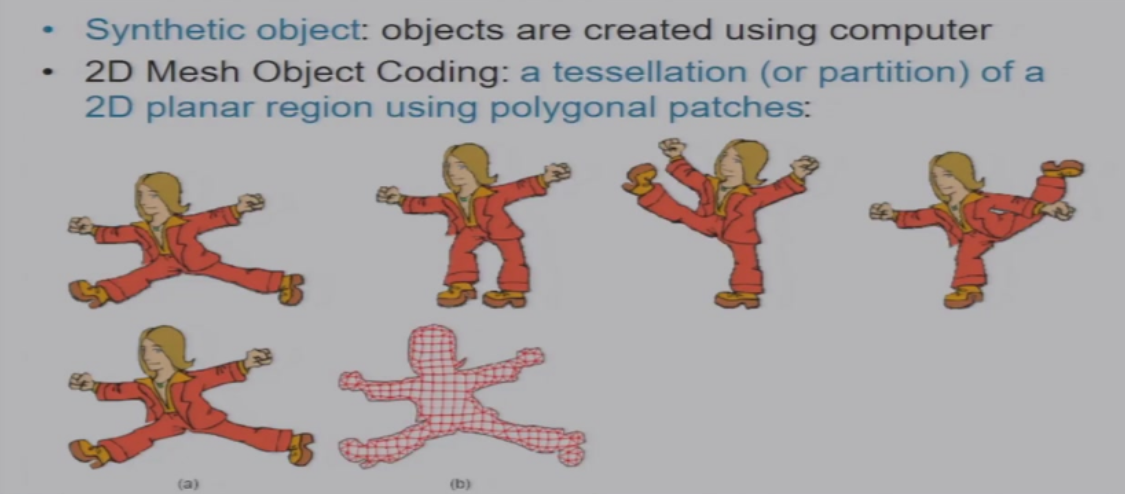 • Synthetic object: objects are created using computer
• 2D Mesh Object Coding: a tessellation (or partition) of a
2D planar region using polygonal patches:
(a)
(b)